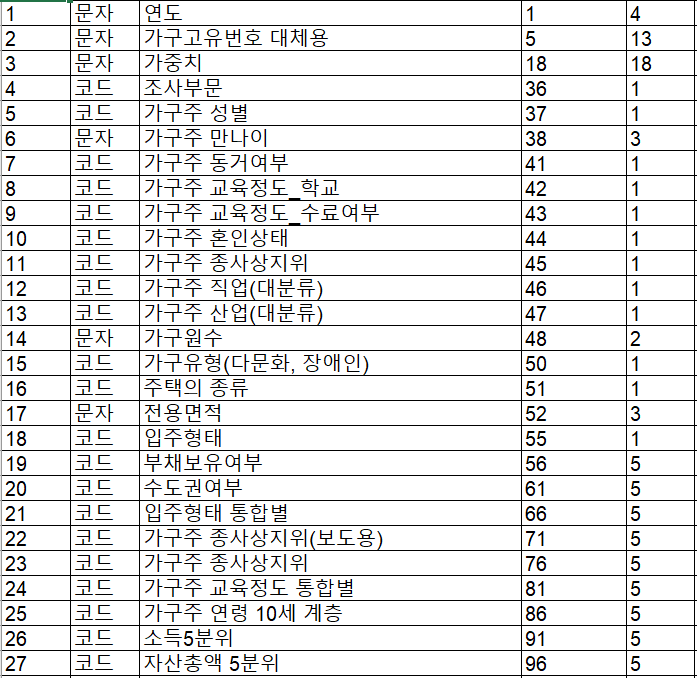 1 문자 연도 1 4
2 문자 가구고유번호 대체용 5 13
3 문자 가중치 18 18
4 코드 조사부문 36 1
5 코드 가구주 성별 37 1
6 문자 가구주 만나이 38 3
7 코드 가구주 동거여부 41 1
8 코드 가구주 교육정도_학교 42 1
9 코드 가구주 교육정도_수료여부 43 1
10 코드 가구주 혼인상태 44 1
11 코드 가구주 종사상지위 45 1
12 코드 가구주 직업(대분류) 46 1
13 코드 가구주 산업(대분류) 47 1
14 문자 가구원수 48 2
15 코드 가구유형(다문화, 장애인) 50 1
16 코드 주택의 종류 51 1
17 문자 전용면적 52 3
18 코드 입주형태 55 1
19 코드 부채보유여부 56 5
20 코드 수도권여부 61 5
21 코드 입주형태 통합별 66 5
22 코드 가구주 종사상지위(보도용) 71 5
23 코드 가구주 종사상지위 76 5
24 코드 가구주 교육정도 통합별 81 5
25 코드 가구주 연령 10세 계층 86 5
26 코드 소득5분위 91 5
27 코드 자산총액 5분위 96 5